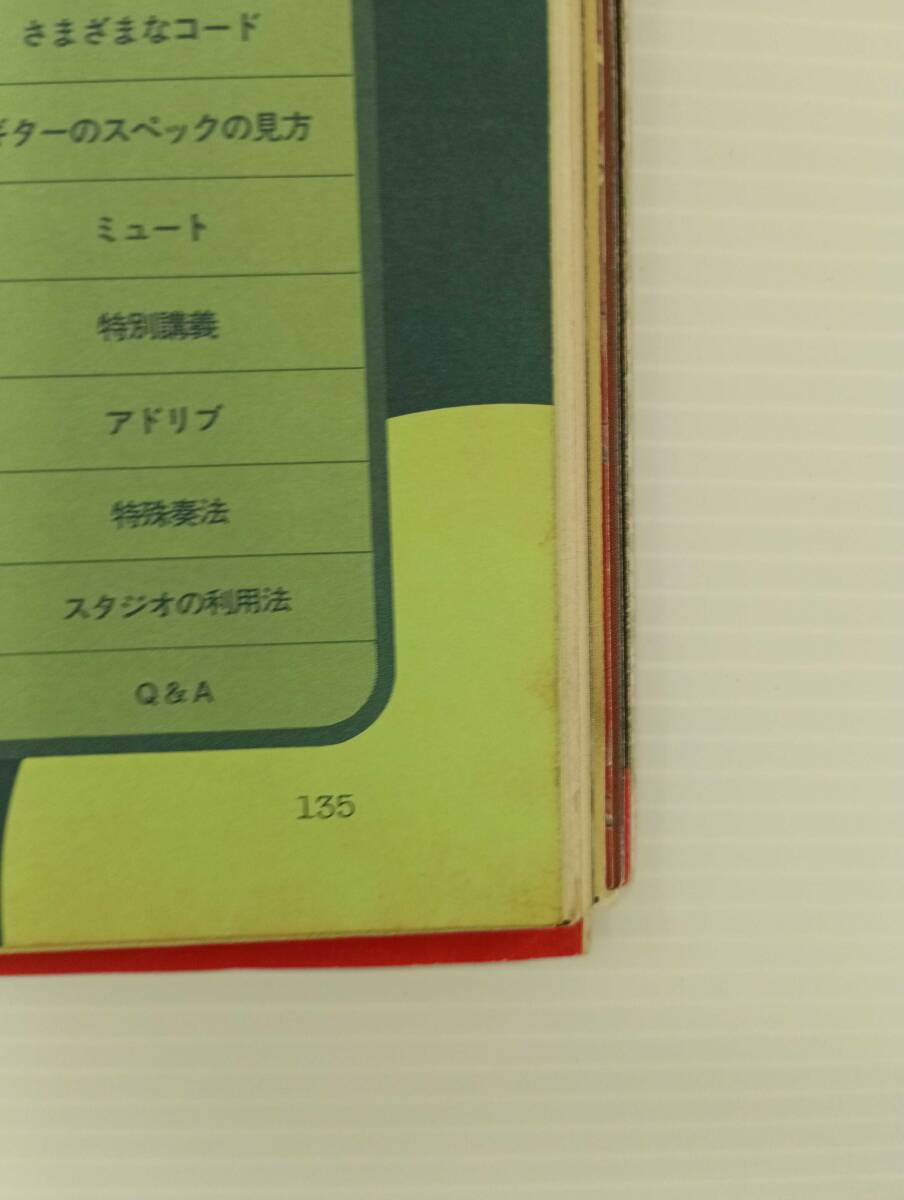 さまざまなコード
ギターのスペックの見方
ミュート
特別講義
アドリブ
特殊奏法
スタジオの利用法
Q&A
135